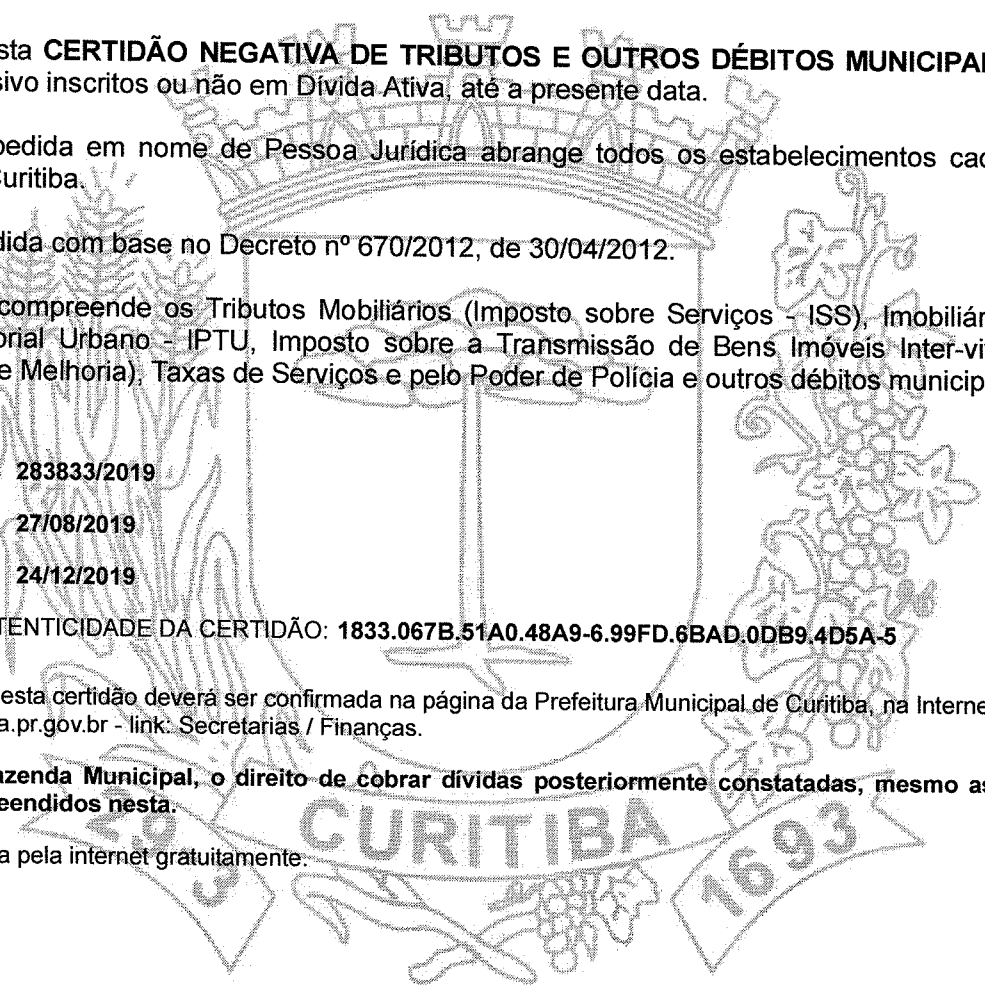 sta CERTIDÃO NEGATIVA DE TRIBUTOS E OUTROS DÉBITOS MUNICIPA
sivo inscritos ou não em Dívida Ativa, até a presente data.
pedida em nome de Pessoa Jurídica abrange todos os estabelecimentos cad
Curitiba.
dida com base no Decreto nº 670/2012, de 30/04/2012.
compreende os Tributos Mobiliários (Imposto sobre Serviços - ISS), Imobiliár
orial Urbano - IPTU, Imposto sobre a Transmissão de Bens Imóveis Inter-vi
e Melhoria), Taxas de Serviços e pelo Poder de Polícia e outros débitos municip
283833/2019
27/08/2019
24/12/2019
TENTICIDADE DA CERTIDÃO: 1833.067B.51A0.48A9-6.99FD.6BAD.0DB9.4D5A-5
esta certidão deverá ser confirmada na página da Prefeitura Municipal de Curitiba, na Interne
a.pr.gov.br - link: Secretarias / Finanças.
azenda Municipal, o direito de cobrar dívidas posteriormente constatadas, mesmo as
eendidos nesta.
a pela internet gratuitamente.
29 3 CURITIBA 1693